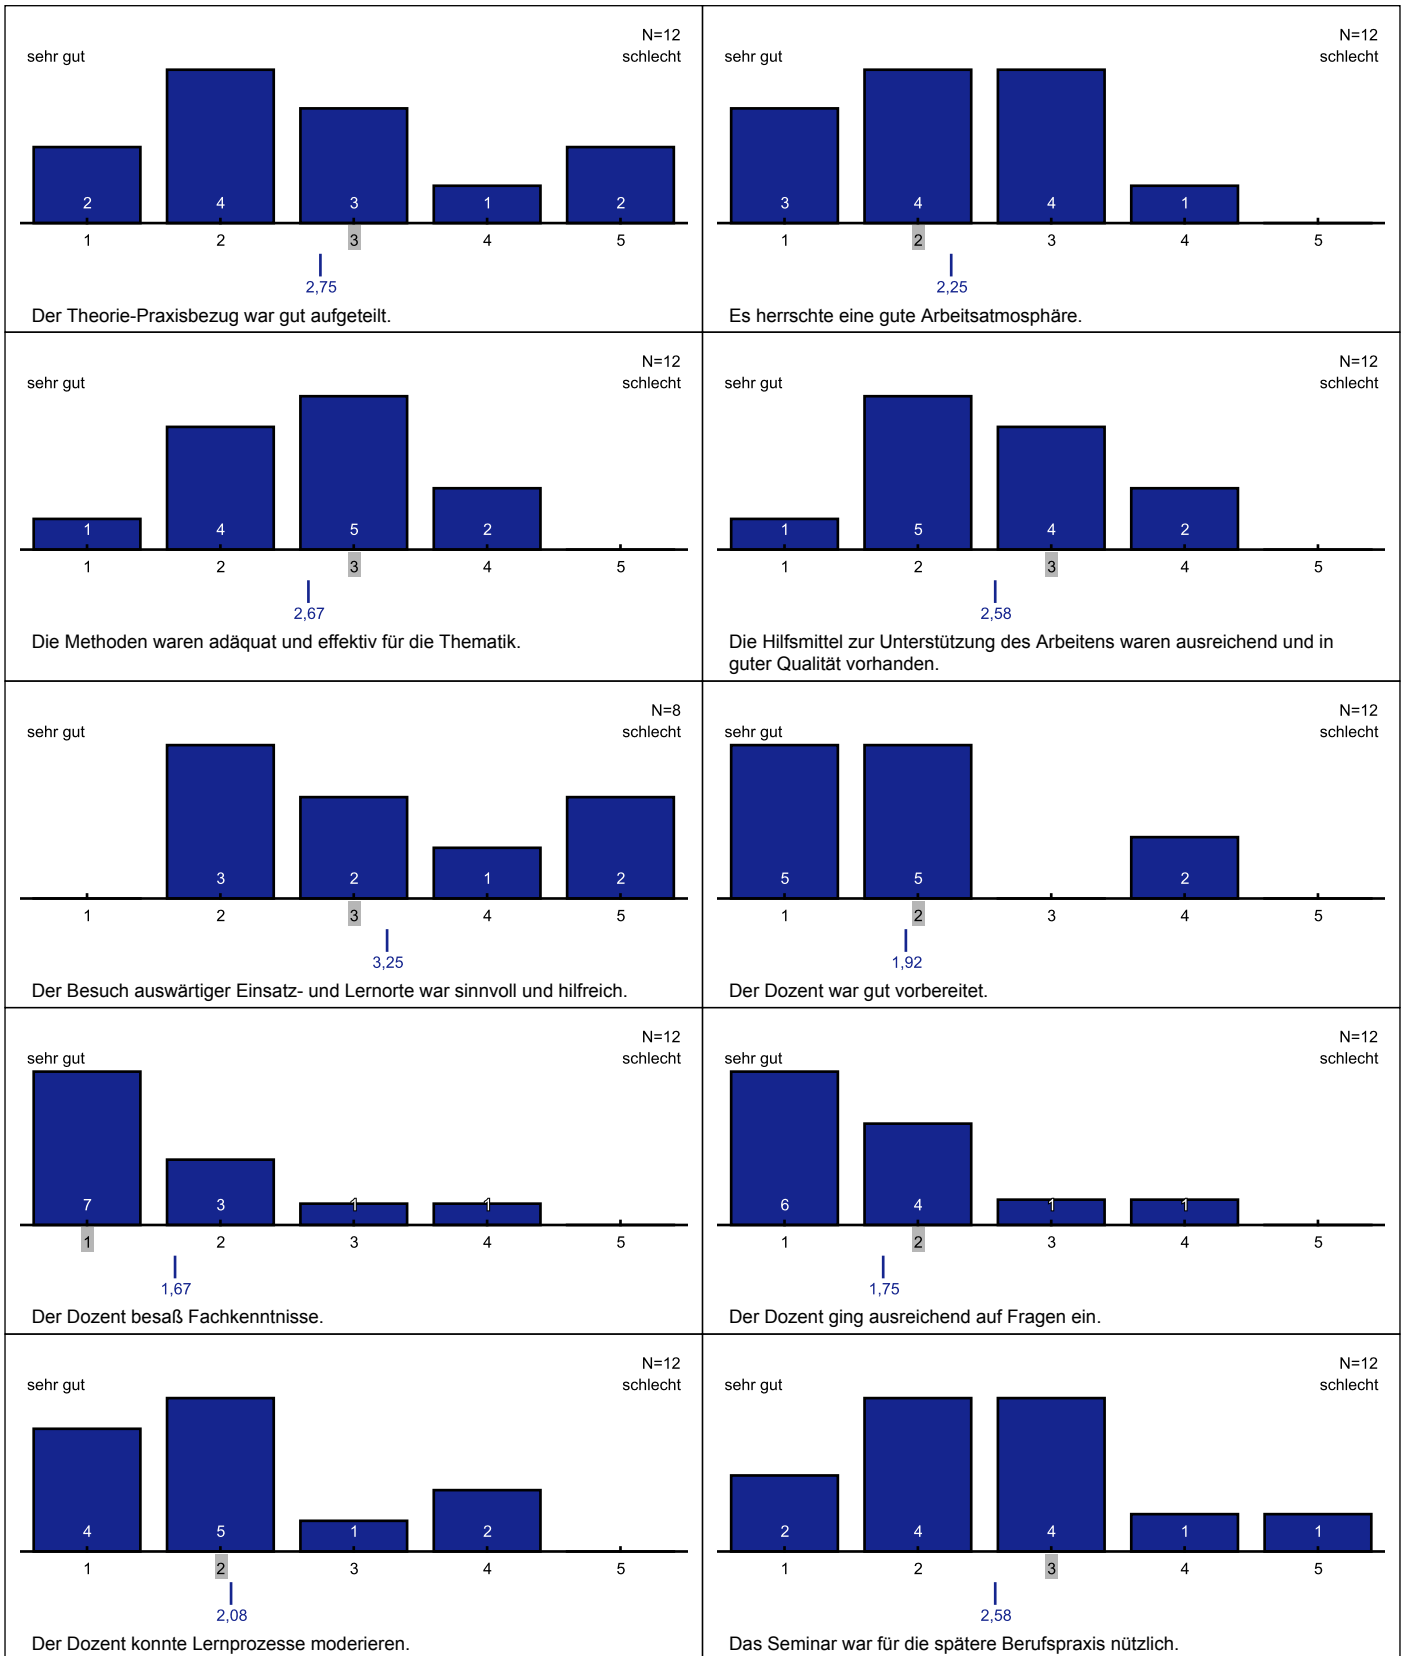 N=12
sehr gut schlecht
2 4 3 1 2
1 2 3 4 5
2,75
Der Theorie-Praxisbezug war gut aufgeteilt.
N=12
sehr gut schlecht
3 4 4 1
1 2 3 4 5
2,25
Es herrschte eine gute Arbeitsatmosphäre.
N=12
sehr gut schlecht
1 4 5 2
1 2 3 4 5
2,67
Die Methoden waren adäquat und effektiv für die Thematik.
N=12
sehr gut schlecht
1 5 4 2
1 2 3 4 5
2,58
Die Hilfsmittel zur Unterstützung des Arbeitens waren ausreichend und in
guter Qualität vorhanden.
N=8
sehr gut schlecht
3 2 1 2
1 2 3 4 5
3,25
Der Besuch auswärtiger Einsatz- und Lernorte war sinnvoll und hilfreich.
N=12
sehr gut schlecht
5 5 2
1 2 3 4 5
1,92
Der Dozent war gut vorbereitet.
N=12
sehr gut schlecht
7 3 1 1
1 2 3 4 5
1,67
Der Dozent besaß Fachkenntnisse.
N=12
sehr gut schlecht
6 4 1 1
1 2 3 4 5
1,75
Der Dozent ging ausreichend auf Fragen ein.
N=12
sehr gut schlecht
4 5 1 2
1 2 3 4 5
2,08
Der Dozent konnte Lernprozesse moderieren.
N=12
sehr gut schlecht
2 4 4 1 1
1 2 3 4 5
2,58
Das Seminar war für die spätere Berufspraxis nützlich.